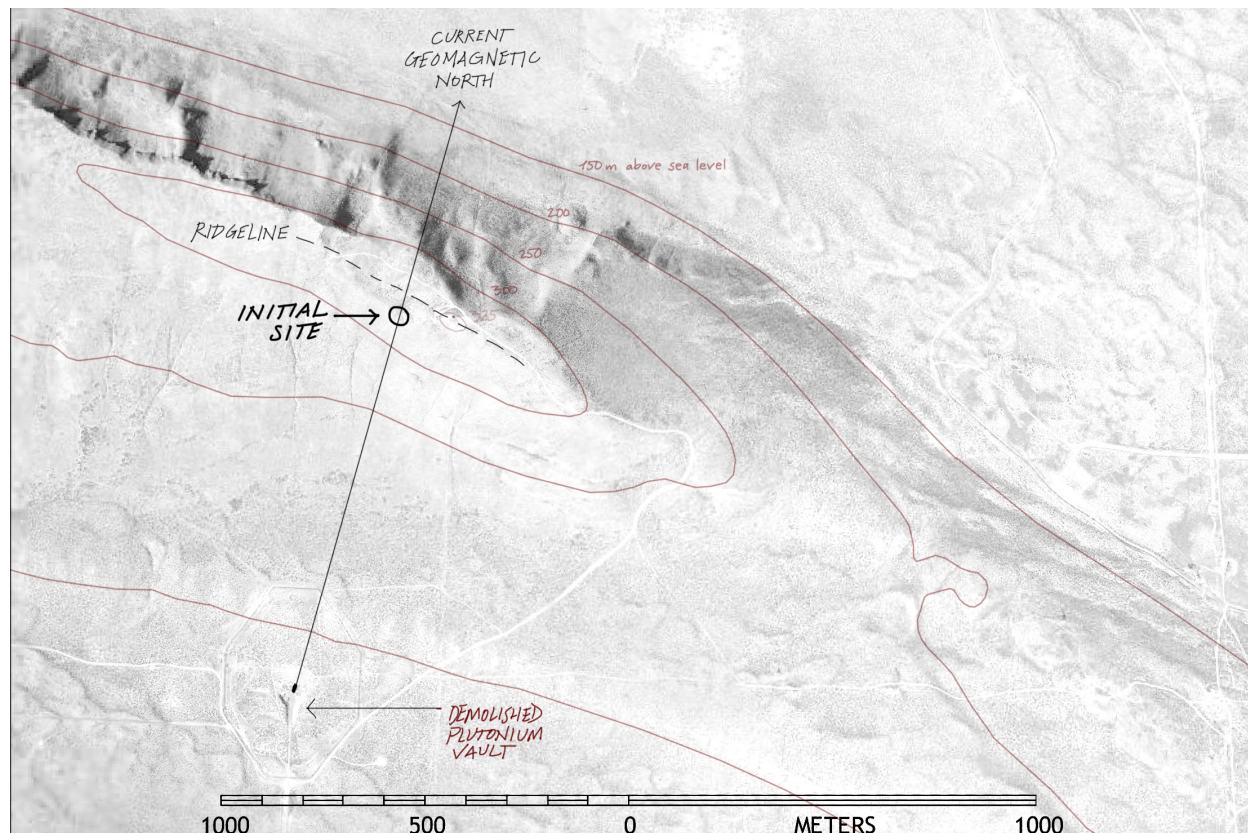 CURRENT
GEOMAGNETIC
NORTH
150 m above sea level
200
RIDGELINE
250
300
INITIAL
SITE
365
DEMOLISHED
PLUTONIUM
VAULT
1000 500 0 METERS 1000